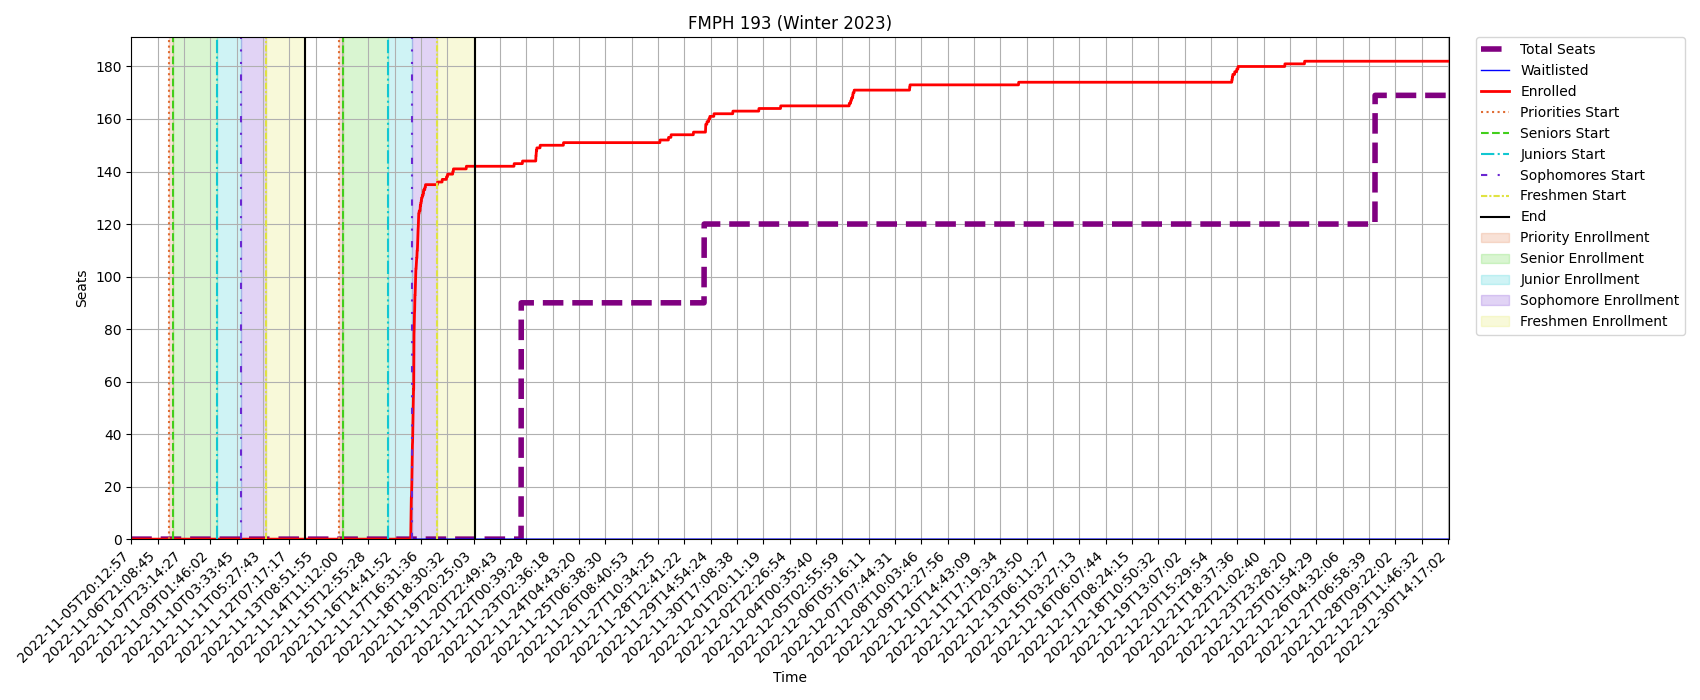 FMPH 193 (Winter 2023)
Seats
180
160
140
120
100
80
60
40
20
0
2022-11-05T20:12:57
2022-11-06T21:08:45
2022-11-07T23:14:27
2022-11-09T01:46:02
2022-11-10T03:33:45
2022-11-11T05:27:43
2022-11-12T07:17:17
2022-11-13T08:51:55
2022-11-14T11:12:00
2022-11-15T12:55:28
2022-11-16T14:41:52
2022-11-17T16:31:36
2022-11-18T18:30:32
2022-11-19T20:25:03
2022-11-20T22:49:43
2022-11-22T00:39:28
2022-11-23T02:36:18
2022-11-24T04:43:20
2022-11-25T06:38:30
2022-11-26T08:40:53
2022-11-27T10:34:25
2022-11-28T12:41:22
2022-11-29T14:54:24
2022-11-30T17:08:38
2022-12-01T20:11:19
2022-12-02T22:26:54
2022-12-04T00:35:40
2022-12-05T02:55:59
2022-12-06T05:16:11
2022-12-07T07:44:31
2022-12-08T10:03:46
2022-12-09T12:27:56
2022-12-10T14:43:09
2022-12-11T17:19:34
2022-12-12T20:23:50
2022-12-13T06:11:27
2022-12-15T03:27:13
2022-12-16T06:07:44
2022-12-17T08:24:15
2022-12-18T10:50:32
2022-12-19T13:07:02
2022-12-20T15:29:54
2022-12-21T18:37:36
2022-12-22T21:02:40
2022-12-23T23:28:20
2022-12-25T01:54:29
2022-12-26T04:32:06
2022-12-27T06:58:39
2022-12-28T09:22:02
2022-12-29T11:46:32
2022-12-30T14:17:02
Time
Total Seats
Waitlisted
Enrolled
Priorities Start
Seniors Start
Juniors Start
Sophomores Start
Freshmen Start
End
Priority Enrollment
Senior Enrollment
Junior Enrollment
Sophomore Enrollment
Freshmen Enrollment